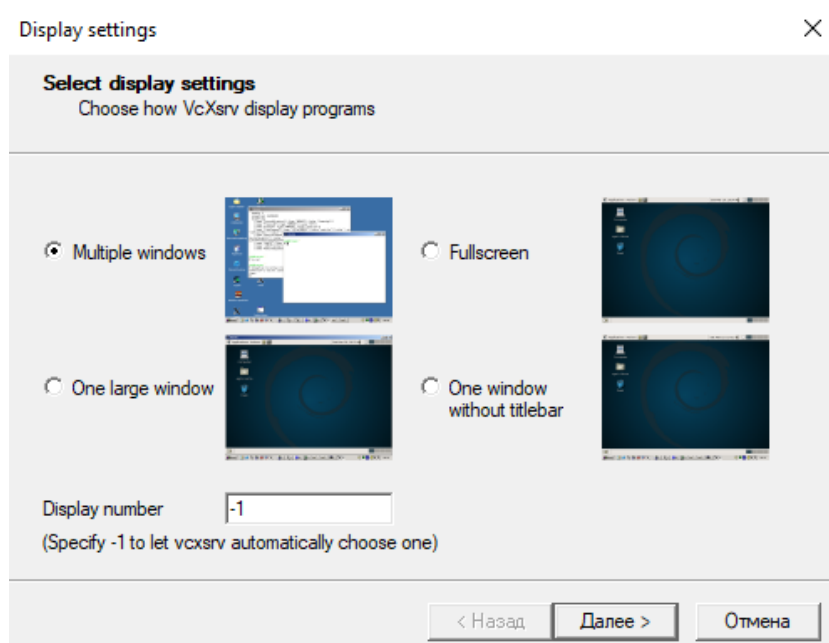 Display settings
Select display settings
Choose how VcXsrv display programs
Multiple windows
Fullscreen
One large window
One window
without titlebar
Display number
-1
(Specify -1 to let vcxsrv automatically choose one)
< Назад
Далее >
Отмена